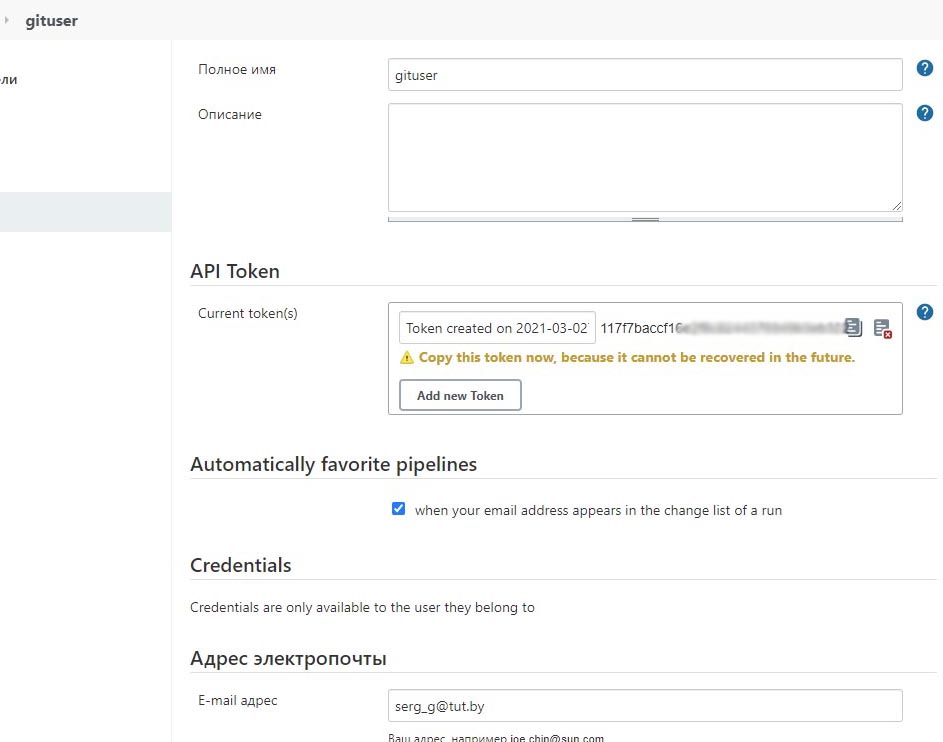 gituser
ли
Полное имя
gituser
Описание
API Token
Current token(s)
Token created on 2021-03-02
117f7baccf16
Copy this token now, because it cannot be recovered in the future.
Add new Token
Automatically favorite pipelines
when your email address appears in the change list of a run
Credentials
Credentials are only available to the user they belong to
Адрес электропочты
E-mail адрес
serg_g@tut.by
Ваш адрес, например joe.chin@sun.com